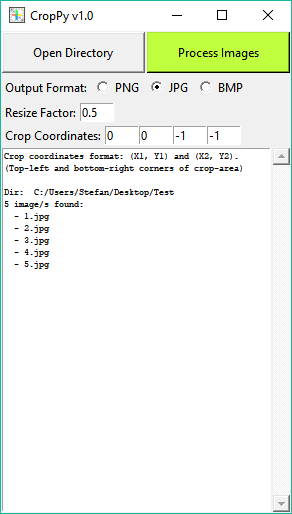 CropPy v1.0
Open Directory Process Images
Output Format: PNG JPG BMP
Resize Factor: 0.5
Crop Coordinates: 0 0 -1 -1
Crop coordinates format: (X1, Y1) and (X2, Y2).
(Top-left and bottom-right corners of crop-area)
Dir: C:/Users/Stefan/Desktop/Test
5 image/s found:
- 1.jpg
- 2.jpg
- 3.jpg
- 4.jpg
- 5.jpg